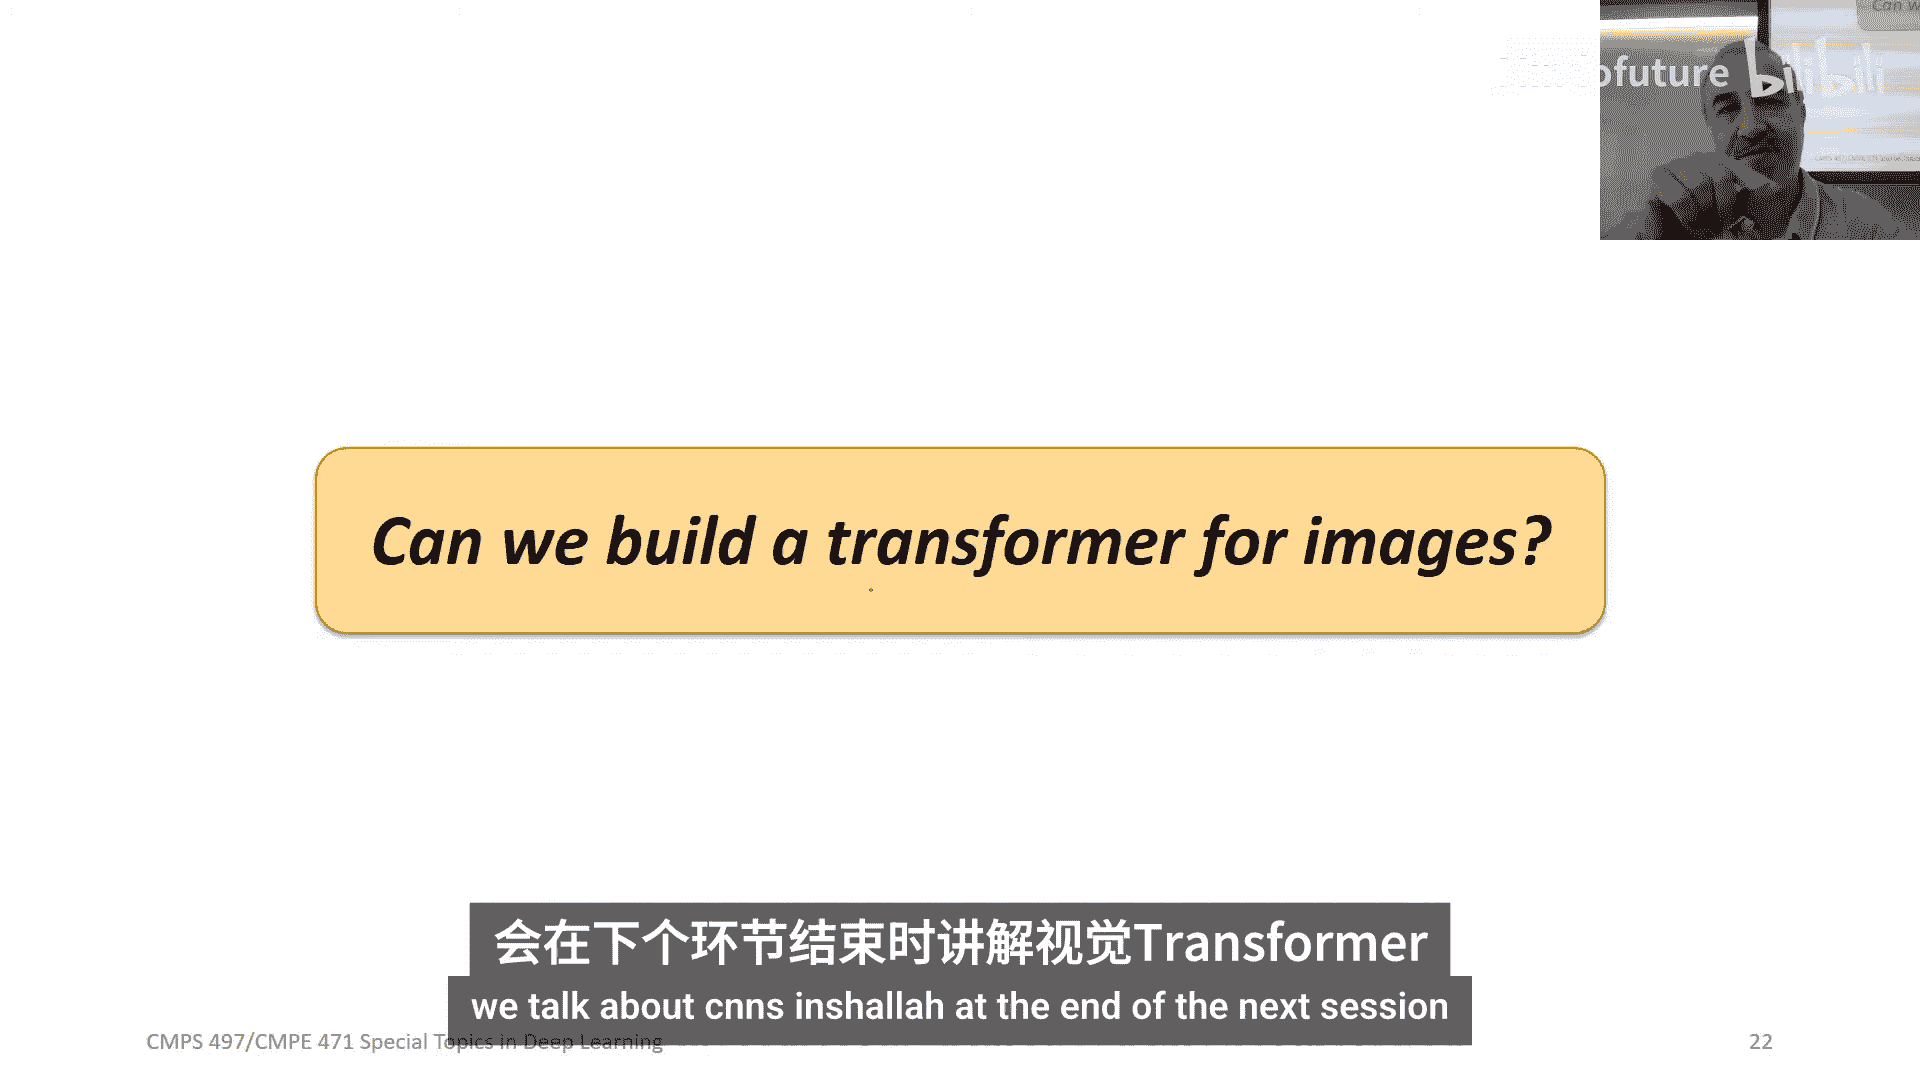 Can w
ofuture bilibili
Can we build a transformer for images?
会在下个环节结束时讲解视觉Transformer
we talk about cnns inshallah at the end of the next session
CMPS 497/CMPE 471 Special Topics in Deep Learning
22